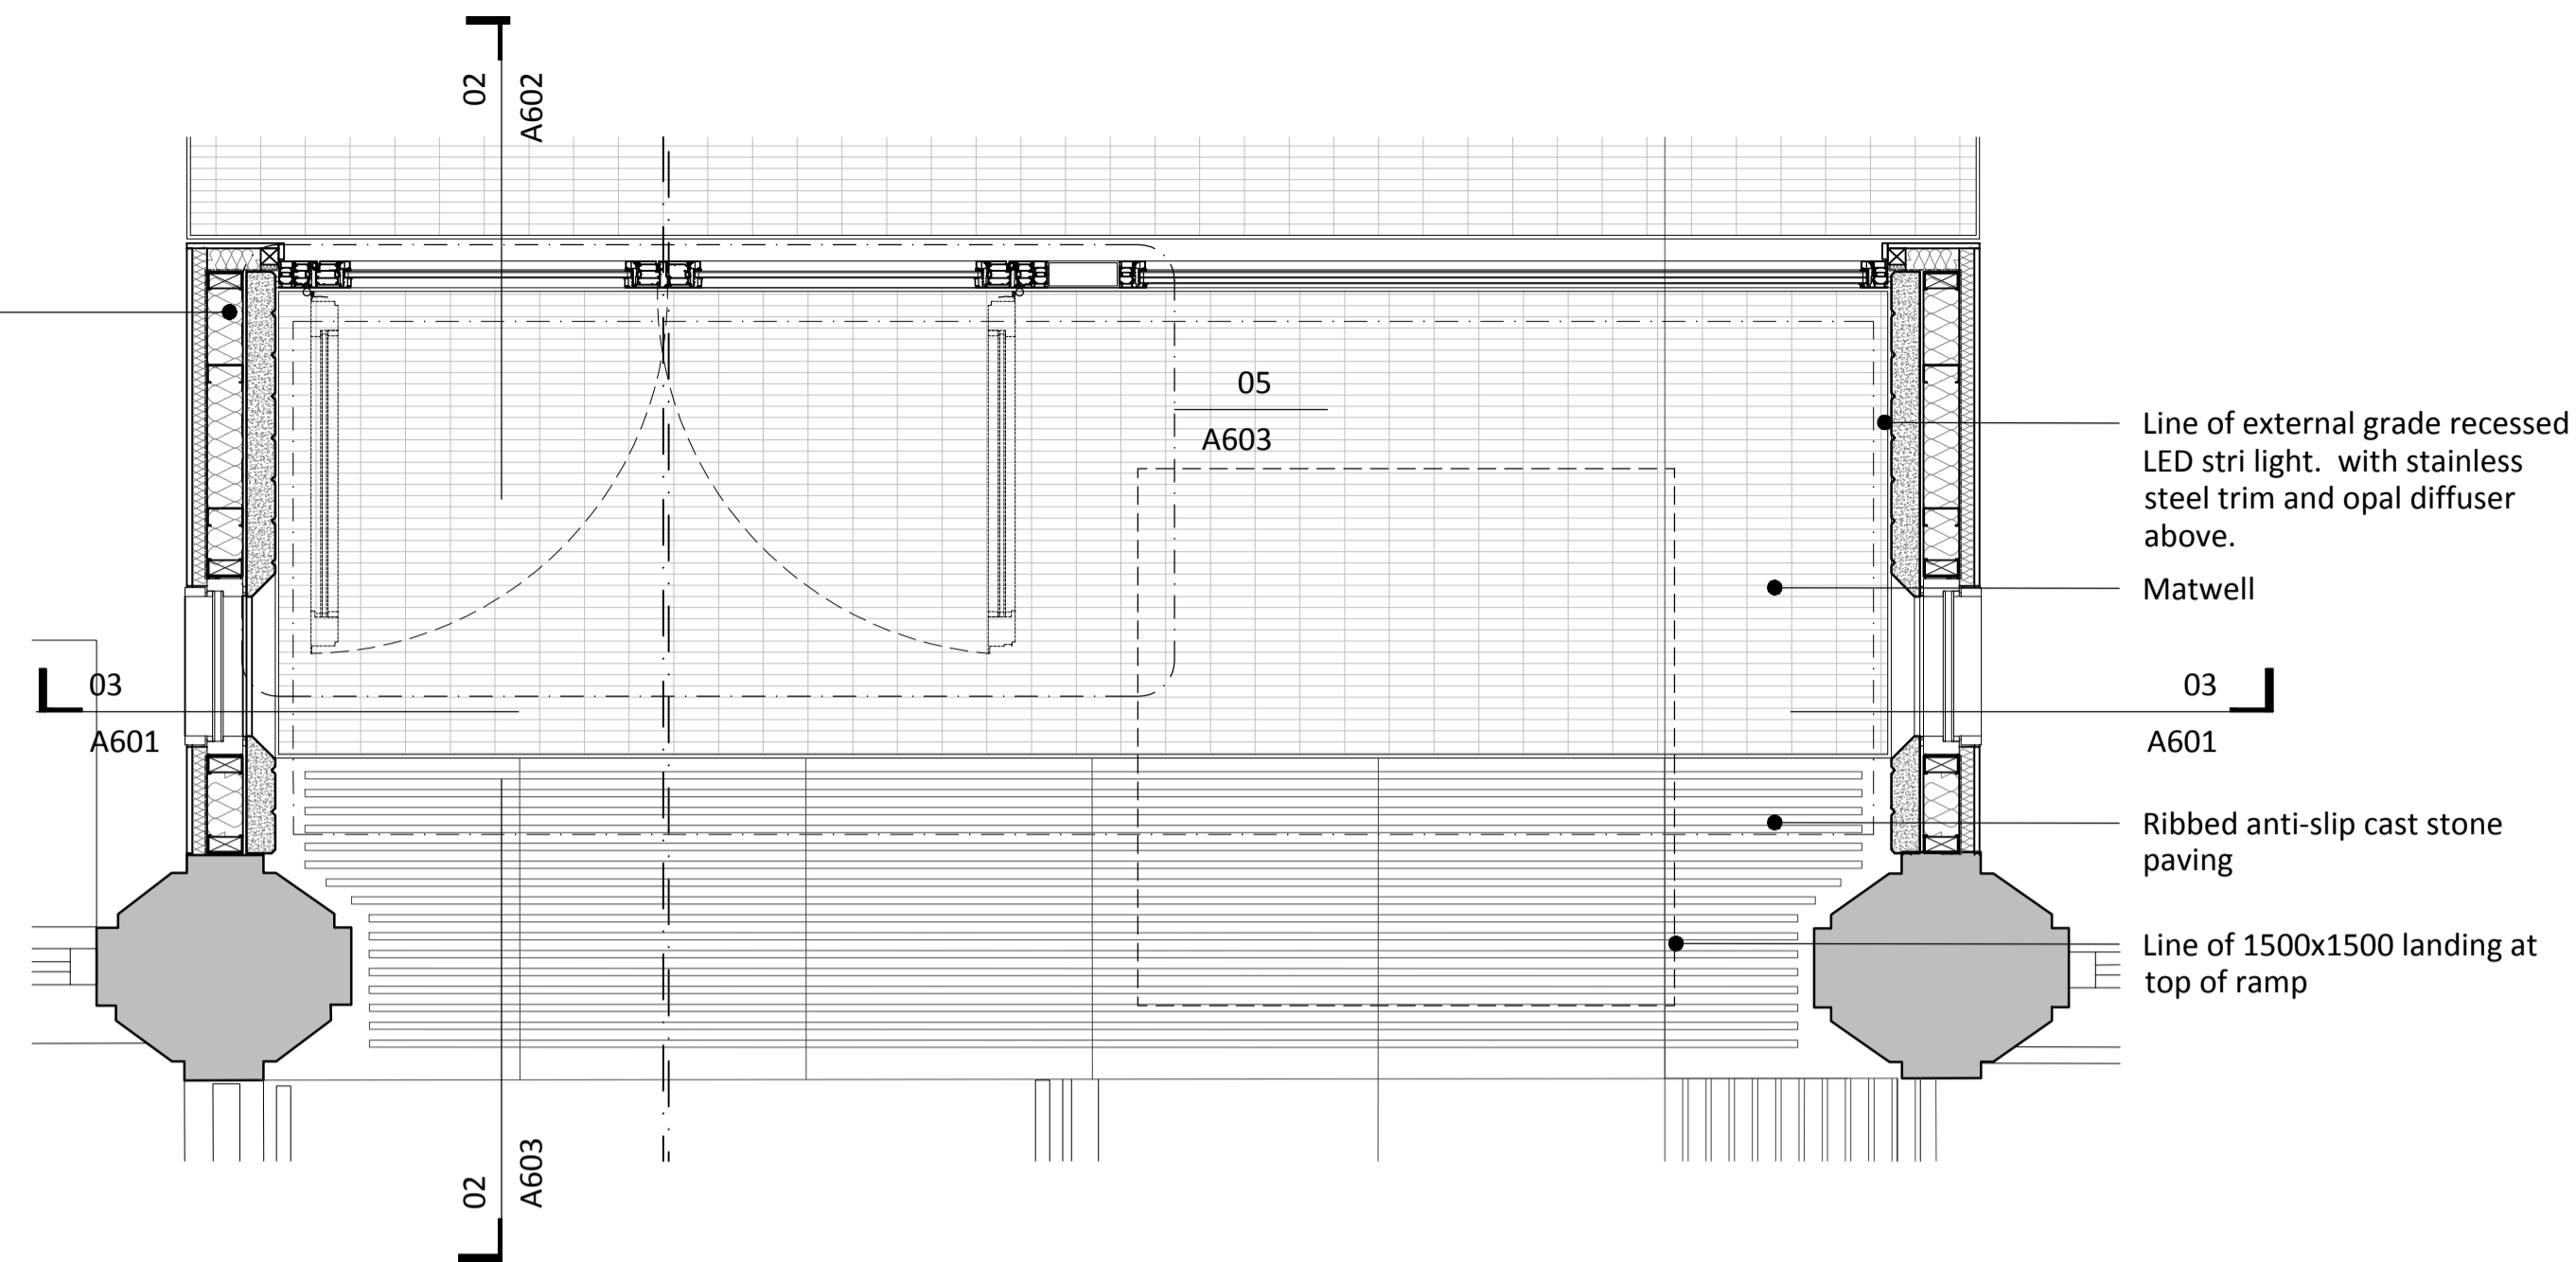 02
A602
05
A603
Line of external grade recessed
LED stri light.  with stainless
steel trim and opal diffuser
above.
Matwell
03
A601
03
A601
Ribbed anti-slip cast stone
paving
Line of 1500x1500 landing at
top of ramp
02
A603